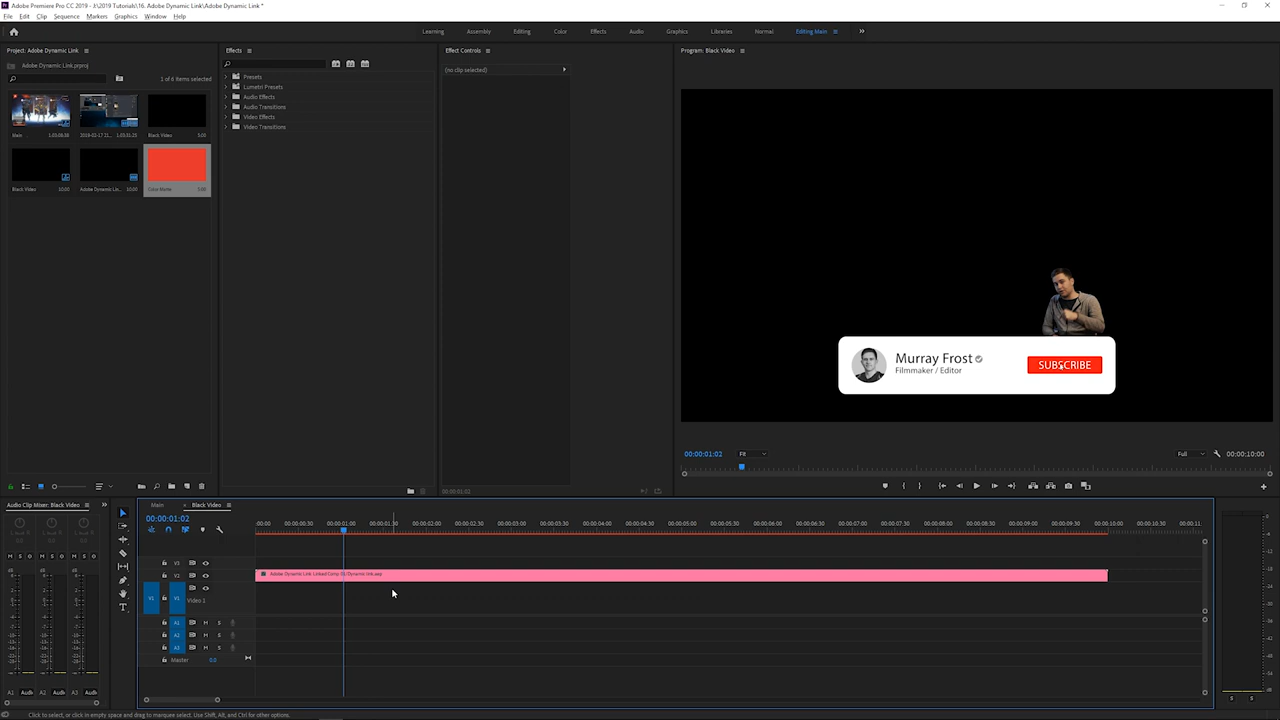 Adobe Premiere Pro CC 2019 - J:\2019 Tutorials\16. Adobe Dynamic Link\Adobe Dynamic Link *
File Edit Clip Sequence Markers Graphics Window Help
Learning Assembly Editing Color Effects Audio Graphics Libraries Normal Editing Main
Project: Adobe Dynamic Link
Adobe Dynamic Link.prproj
1 of 6 items selected
Main 1:03:08:59
2019-02-17 21... 1:03:31:25
Black Video 5:00
Black Video 10:00
Adobe Dynamic Lin... 10:00
Color Matte 5:00
Effects
Presets
Lumetri Presets
Audio Effects
Audio Transitions
Video Effects
Video Transitions
Effect Controls
(no clip selected)
00:00:01:02
Program: Black Video
Murray Frost
Filmmaker / Editor
SUBSCRIBE
00:00:01:02 Fit Full 00:00:10:00
Audio Clip Mixer: Black Video
Main Black Video
00:00:01:02
:00:00 00:00:00:30 00:00:01:00 00:00:01:30 00:00:02:00 00:00:02:30 00:00:03:00 00:00:03:30 00:00:04:00 00:00:04:30 00:00:05:00 00:00:05:30 00:00:06:00 00:00:06:30 00:00:07:00 00:00:07:30 00:00:08:00 00:00:08:30 00:00:09:00 00:00:09:30 00:00:10:00 00:00:10:30 00:00:11:
V3
V2
V1 V1 Video 1
A1 M S
A2 M S
A3 M S
Master 0.0
A1 Audi A2 Audi A3 Audi
S S
Click to select, or click in empty space and drag to marquee select. Use Shift, Alt, and Ctrl for other options.